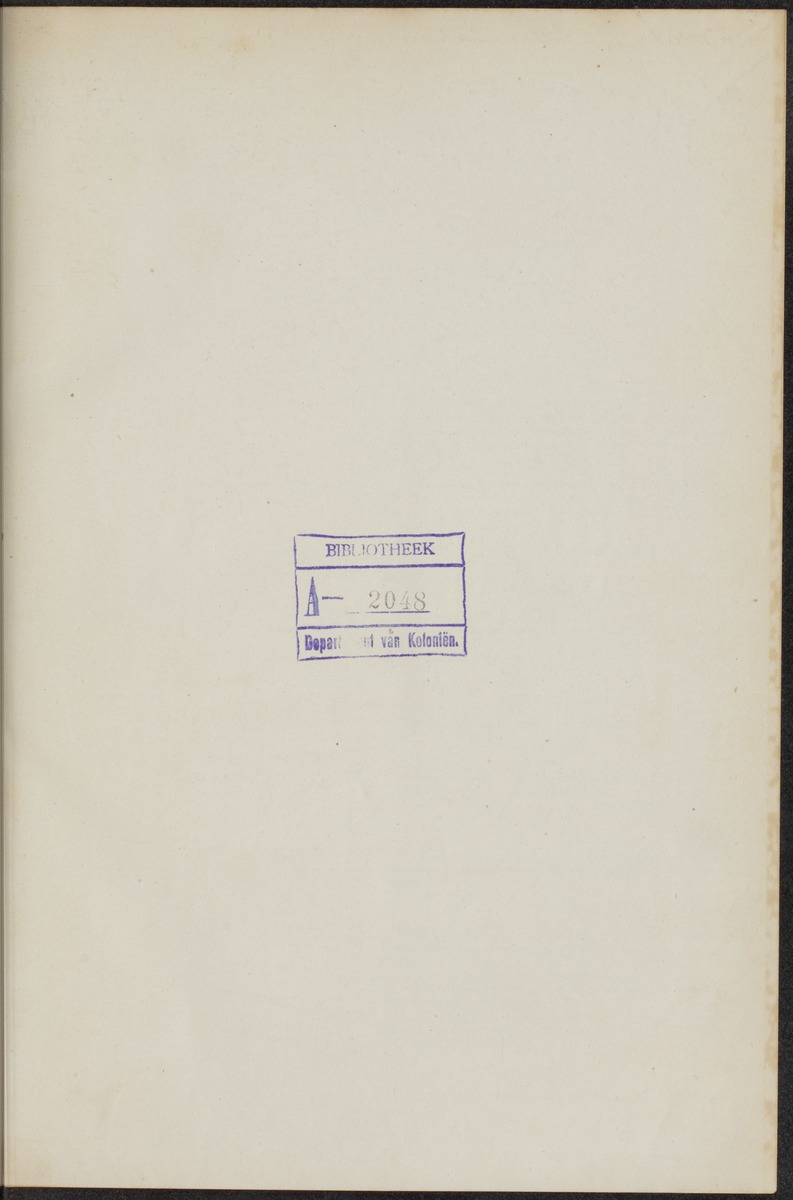 BIBLIOTHEEK
A— 2048
van Koloniën.